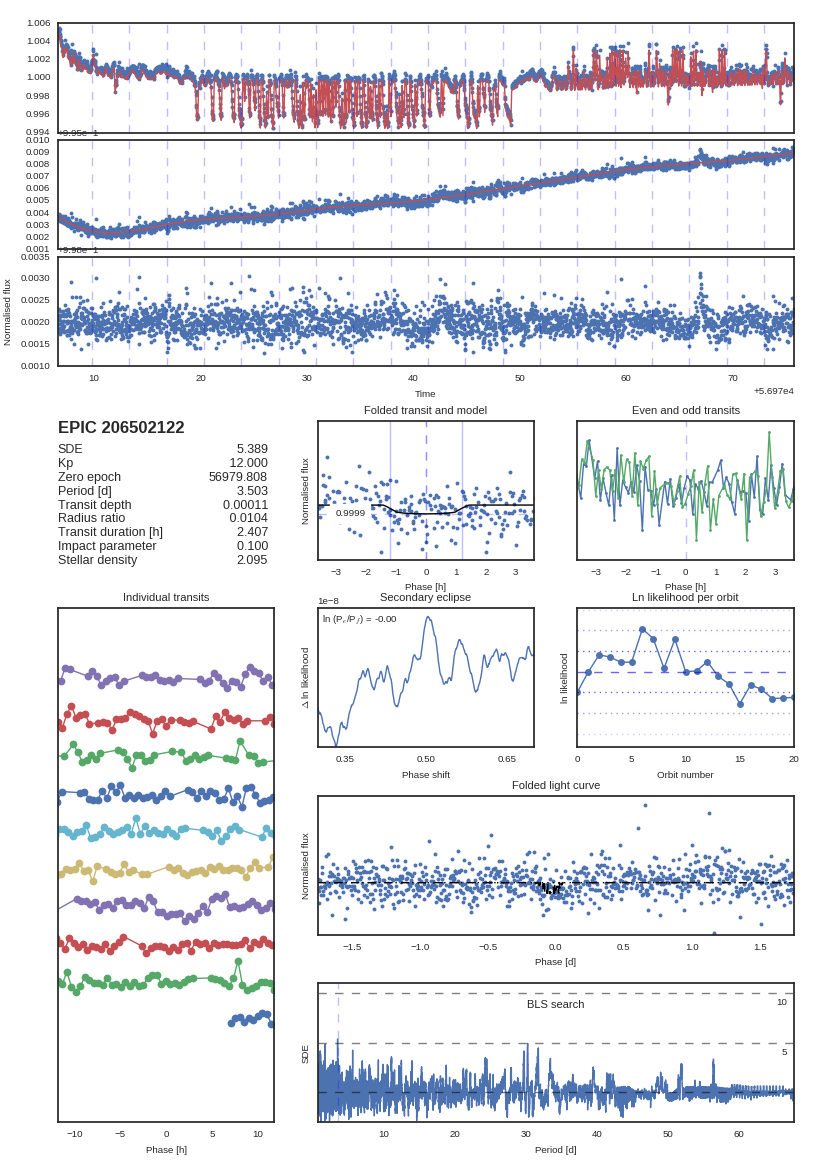 1.006
1.004
1.002
1.000
0.998
0.996
0.994
+9.95e−1
0.010
0.009
0.008
0.007
0.006
0.005
0.004
0.003
0.002
0.001
+9.98e−1
0.0035
0.0030
0.0025
0.0020
0.0015
0.0010
Normalised flux
10 20 30 40 50 60 70
Time
+5.697e4
EPIC 206502122
SDE 5.389
Kp 12.000
Zero epoch 56979.808
Period [d] 3.503
Transit depth 0.00011
Radius ratio 0.0104
Transit duration [h] 2.407
Impact parameter 0.100
Stellar density 2.095
Folded transit and model
Normalised flux
0.9999
−3 −2 −1 0 1 2 3
Phase [h]
Even and odd transits
−3 −2 −1 0 1 2 3
Phase [h]
Individual transits
−10 −5 0 5 10
Phase [h]
Secondary eclipse
1e−8
ln (Pₑ/P𝑓) = -0.00
Δ ln likelihood
0.35 0.50 0.65
Phase shift
Ln likelihood per orbit
ln likelihood
0 5 10 15 20
Orbit number
Folded light curve
Normalised flux
−1.5 −1.0 −0.5 0.0 0.5 1.0 1.5
Phase [d]
BLS search
10
5
SDE
10 20 30 40 50 60
Period [d]